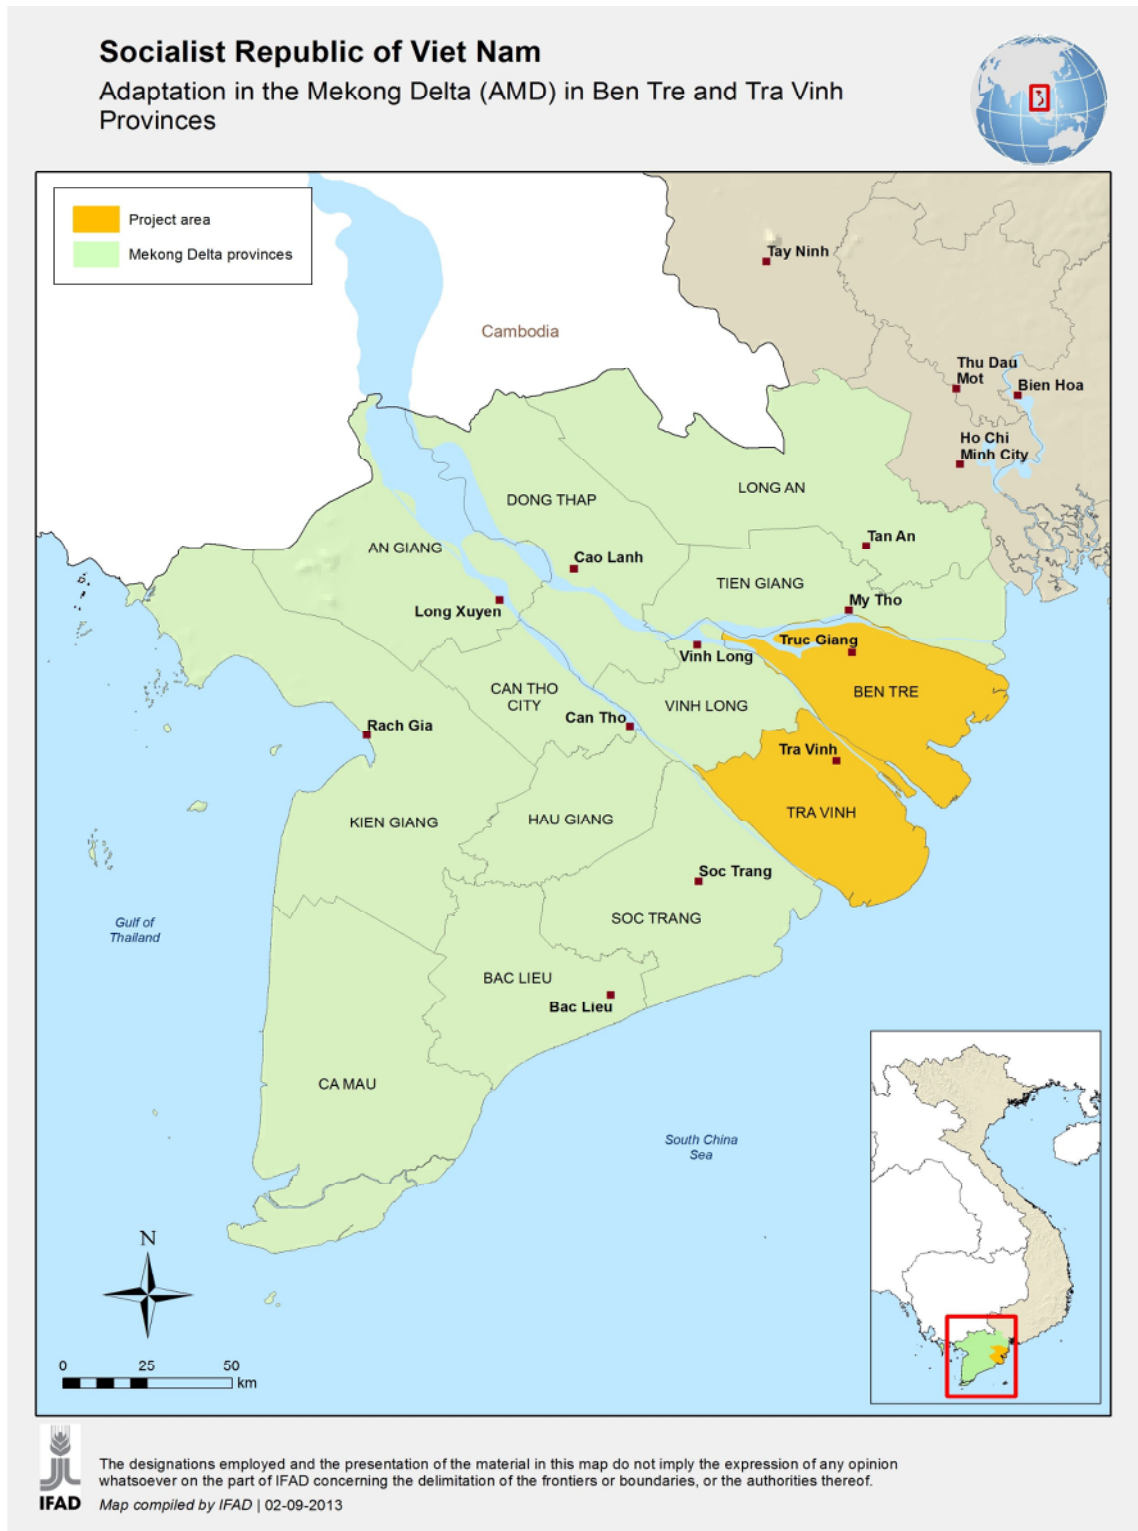 Socialist Republic of Viet Nam
Adaptation in the Mekong Delta (AMD) in Ben Tre and Tra Vinh
Provinces
Project area
Mekong Delta provinces
Tay Ninh
Cambodia
Thu Dau
Mot
Bien Hoa
Ho Chi
Minh City
LONG AN
DONG THAP
Tan An
AN GIANG
Cao Lanh
TIEN GIANG
My Tho
Long Xuyen
Truc Giang
Vinh Long
BEN TRE
CAN THO
CITY
VINH LONG
Can Tho
Rach Gia
Tra Vinh
TRA VINH
KIEN GIANG
HAU GIANG
Soc Trang
SOC TRANG
Gulf of
Thailand
BAC LIEU
Bac Lieu
CA MAU
South China
Sea
N
0 25 50
km
IFAD
The designations employed and the presentation of the material in this map do not imply the expression of any opinion
whatsoever on the part of IFAD concerning the delimitation of the frontiers or boundaries, or the authorities thereof.
Map compiled by IFAD | 02-09-2013